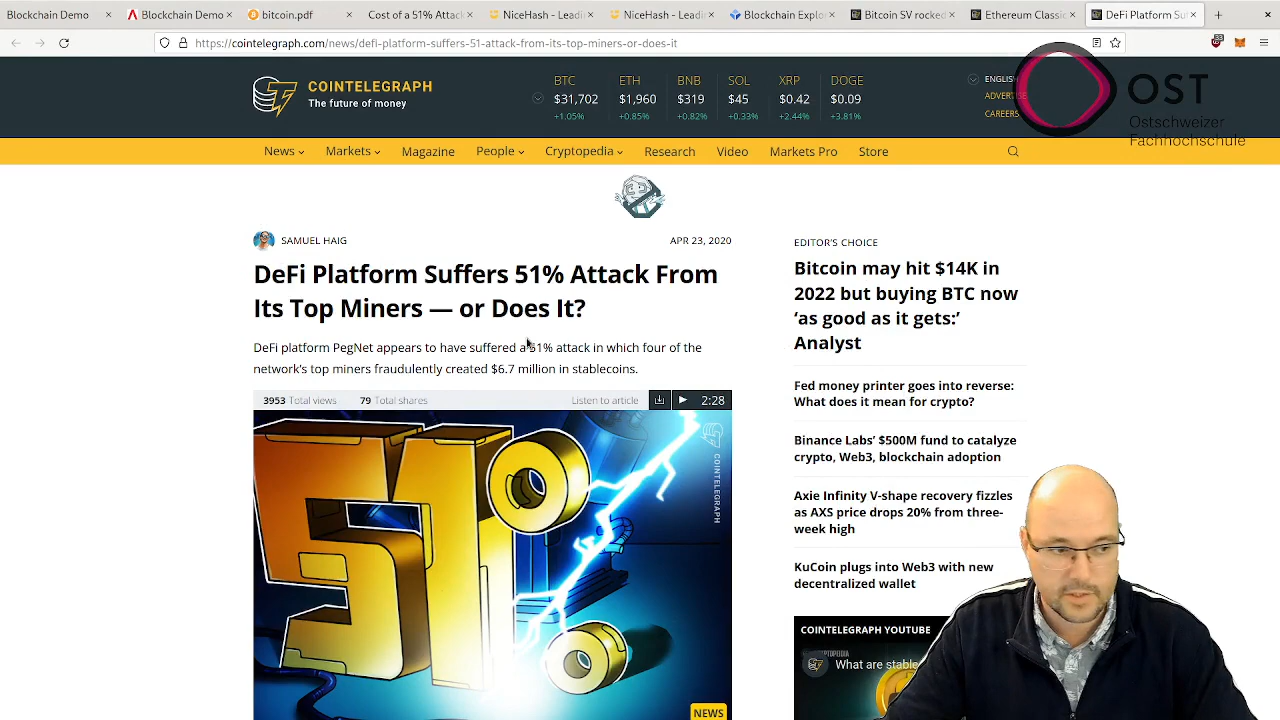 Blockchain Demo
Blockchain Demo
bitcoin.pdf
Cost of a 51% Attac
NiceHash - Leadi
NiceHash - Leadi
Blockchain Explo
Bitcoin SV rocked
Ethereum Classic
DeFi Platform Su
https://cointelegraph.com/news/defi-platform-suffers-51-attack-from-its-top-miners-or-does-it
COINTELEGRAPH
The future of money
BTC ETH BNB SOL XRP DOGE
$31,702 $1,960 $319 $45 $0.42 $0.09
+1.05% +0.85% +0.82% +0.33% +2.44% +3.81%
ENGLISH
ADVERTISE
CAREERS
OST
Ostschweizer
Fachhochschule
News Markets Magazine People Cryptopedia Research Video Markets Pro Store
SAMUEL HAIG
APR 23, 2020
DeFi Platform Suffers 51% Attack From
Its Top Miners — or Does It?
DeFi platform PegNet appears to have suffered a 51% attack in which four of the
network's top miners fraudulently created $6.7 million in stablecoins.
3953 Total views 79 Total shares Listen to article 2:28
51%
COINTELEGRAPH
NEWS
EDITOR'S CHOICE
Bitcoin may hit $14K in
2022 but buying BTC now
‘as good as it gets:’
Analyst
Fed money printer goes into reverse:
What does it mean for crypto?
Binance Labs’ $500M fund to catalyze
crypto, Web3, blockchain adoption
Axie Infinity V-shape recovery fizzles
as AXS price drops 20% from three-
week high
KuCoin plugs into Web3 with new
decentralized wallet
COINTELEGRAPH YOUTUBE
What are stable